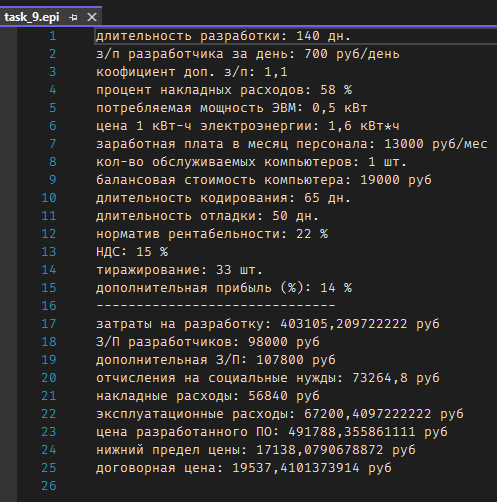 task_9.epi
1 длительность разработки: 140 дн.
2 з/п разработчика за день: 700 руб/день
3 коофициент доп. з/п: 1,1
4 процент накладных расходов: 58 %
5 потребляемая мощность ЭВМ: 0,5 кВт
6 цена 1 кВт-ч электроэнергии: 1,6 кВт*ч
7 заработная плата в месяц персонала: 13000 руб/мес
8 кол-во обслуживаемых компьютеров: 1 шт.
9 балансовая стоимость компьютера: 19000 руб
10 длительность кодирования: 65 дн.
11 длительность отладки: 50 дн.
12 норматив рентабельности: 22 %
13 НДС: 15 %
14 тиражирование: 33 шт.
15 дополнительная прибыль (%): 14 %
16 ------------------------------
17 затраты на разработку: 403105,209722222 руб
18 З/П разработчиков: 98000 руб
19 дополнительная З/П: 107800 руб
20 отчисления на социальные нужды: 73264,8 руб
21 накладные расходы: 56840 руб
22 эксплуатационные расходы: 67200,4097222222 руб
23 цена разработанного ПО: 491788,355861111 руб
24 нижний предел цены: 17138,0790678872 руб
25 договорная цена: 19537,4101373914 руб
26